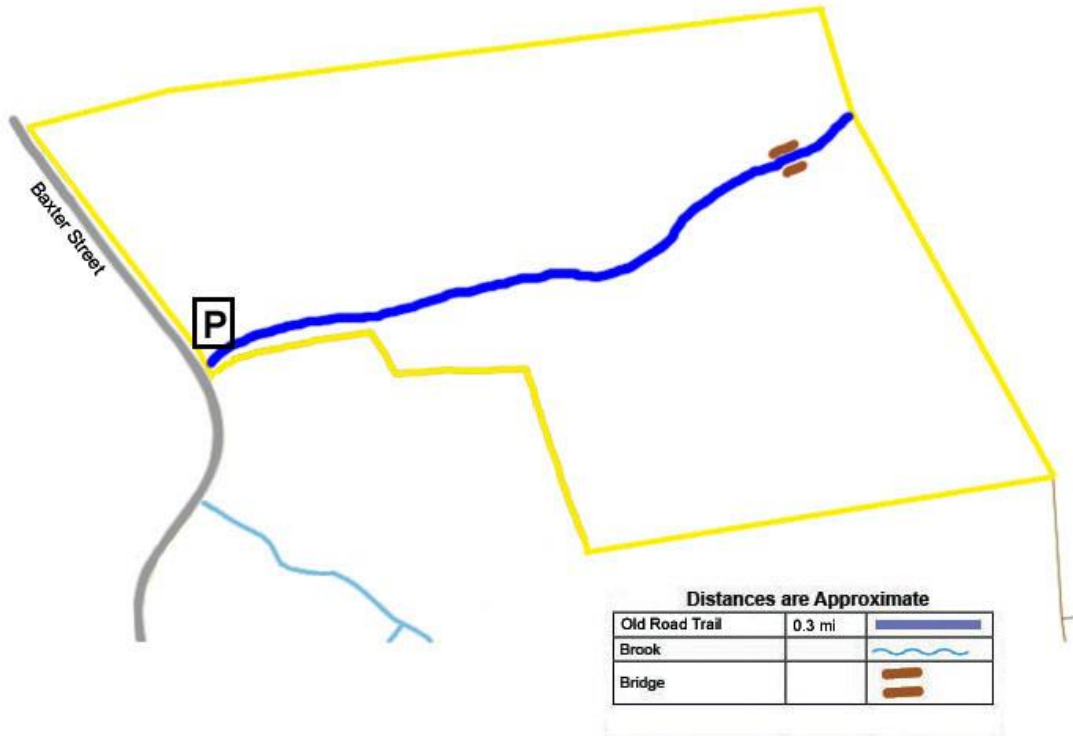 Baxter Street
P
Distances are Approximate
Old Road Trail 0.3 mi
Brook
Bridge